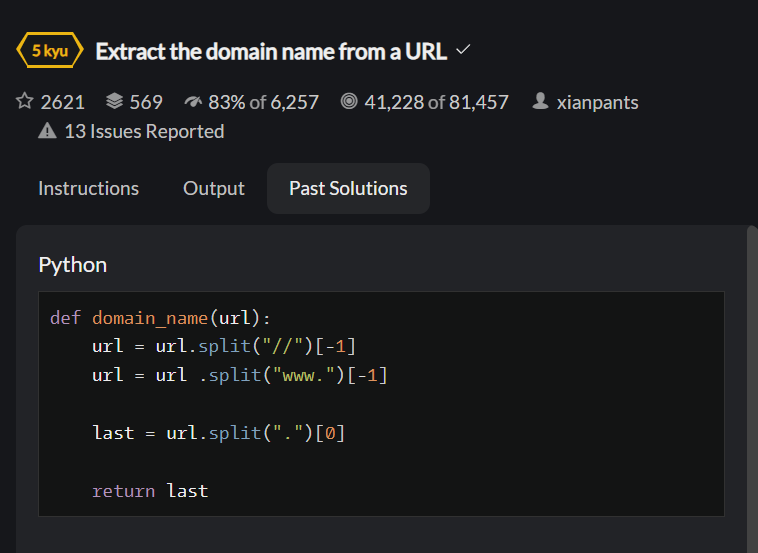 5 kyu Extract the domain name from a URL ✓
2621 569 83% of 6,257 41,228 of 81,457 xianpants
13 Issues Reported
Instructions Output Past Solutions
Python
def domain_name(url):
    url = url.split("//")[-1]
    url = url .split("www.")[-1]
    last = url.split(".")[0]
    return last